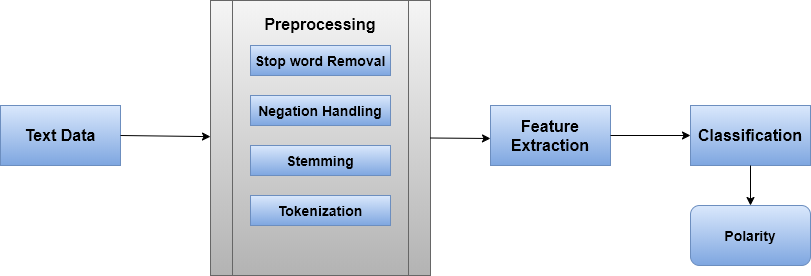 Text Data
Preprocessing
Stop word Removal
Negation Handling
Stemming
Tokenization
Feature
Extraction
Classification
Polarity